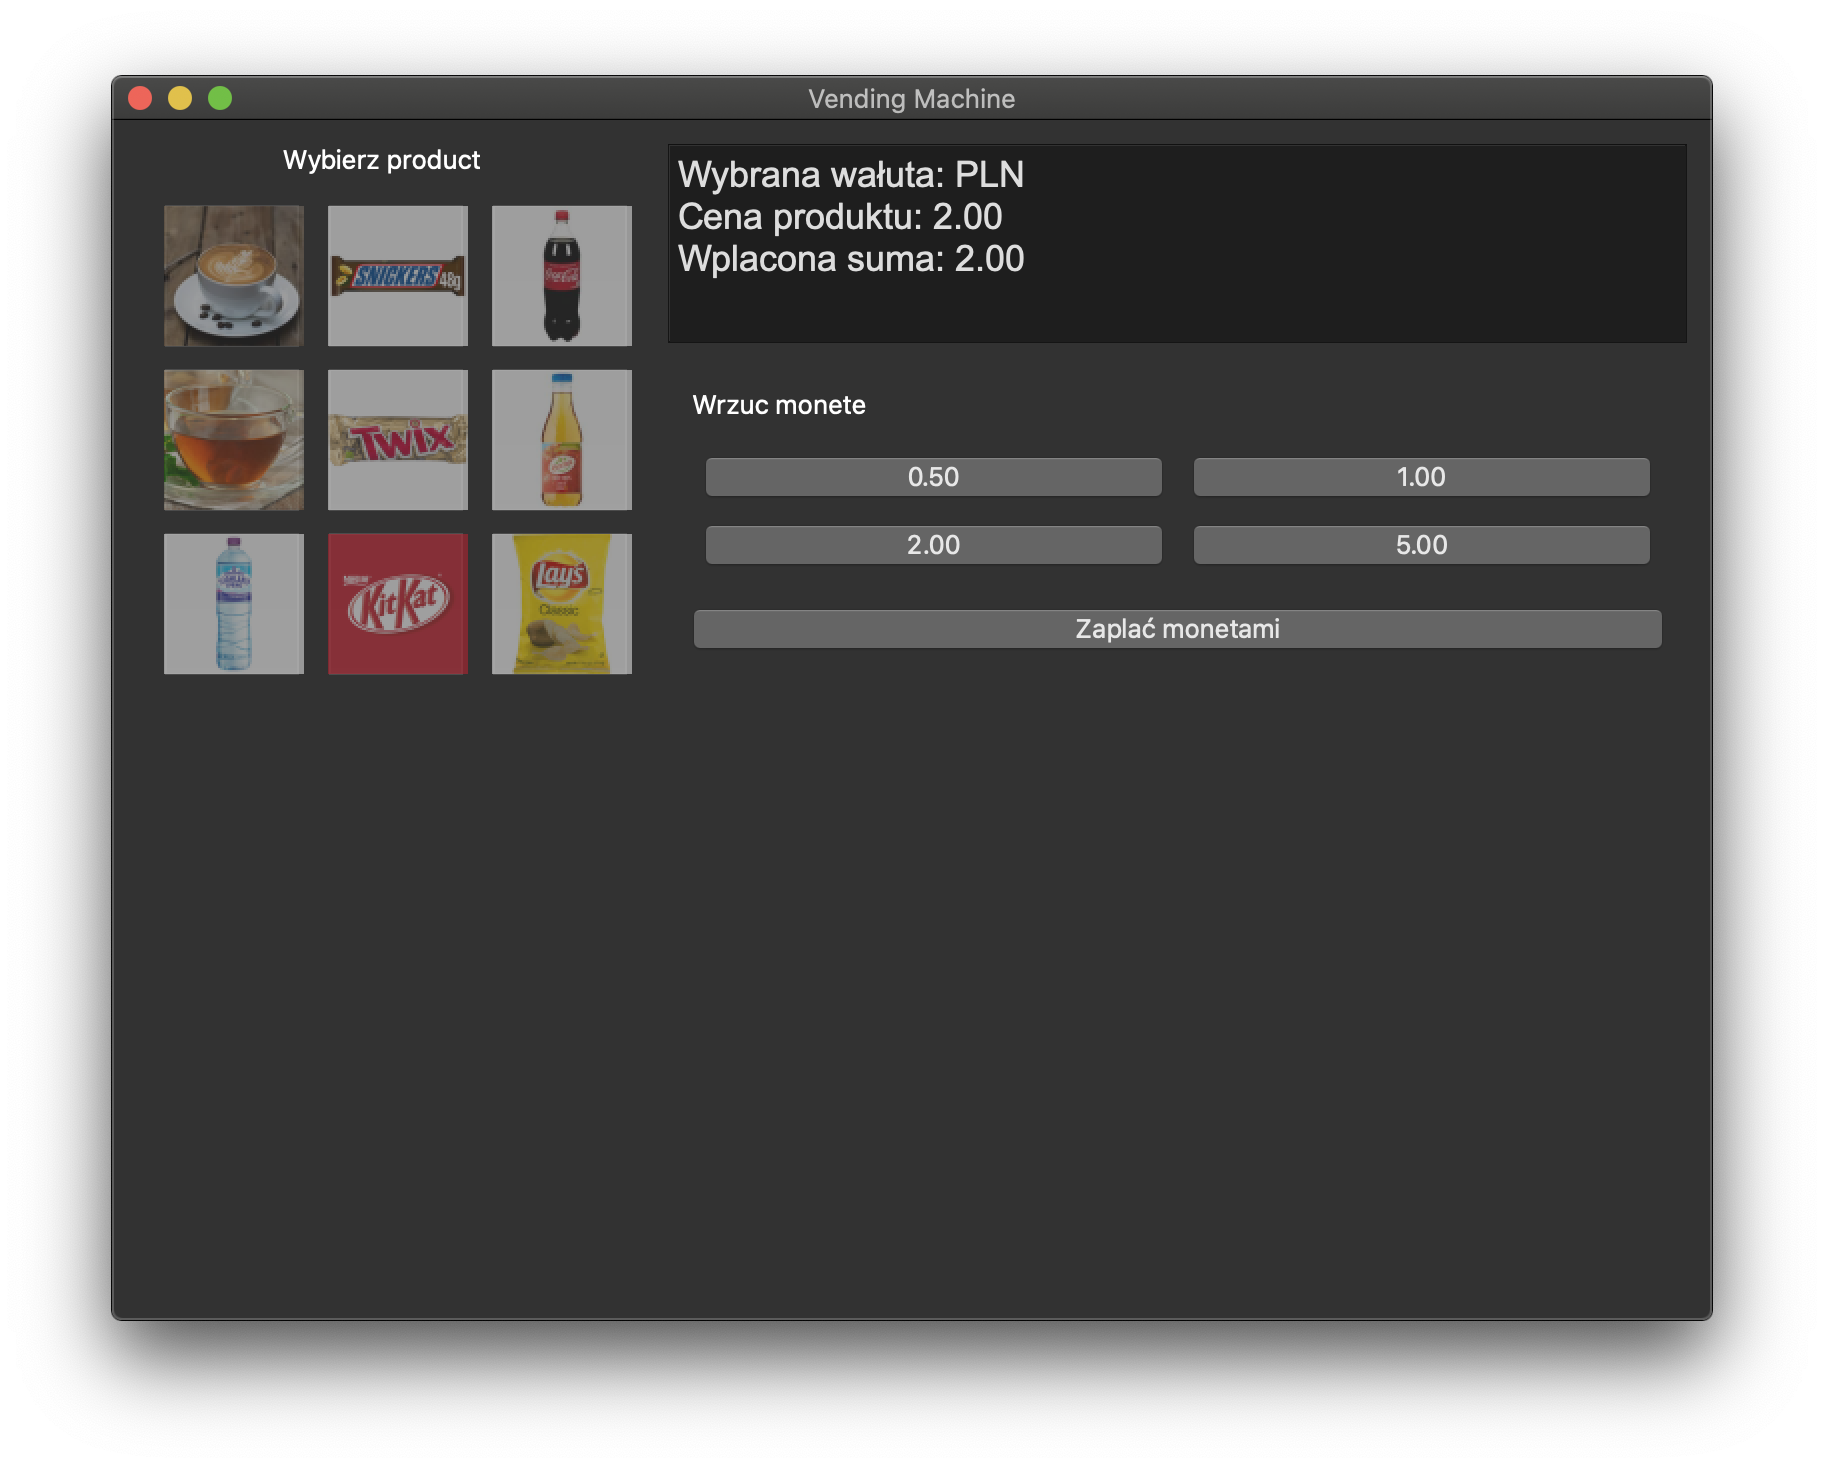 Vending Machine
Wybierz product
SNICKERS 48g
Coca-Cola
TWIX
KitKat
Lay's
Classic
Wybrana wałuta: PLN
Cena produktu: 2.00
Wplacona suma: 2.00
Wrzuc monete
0.50
1.00
2.00
5.00
Zaplać monetami